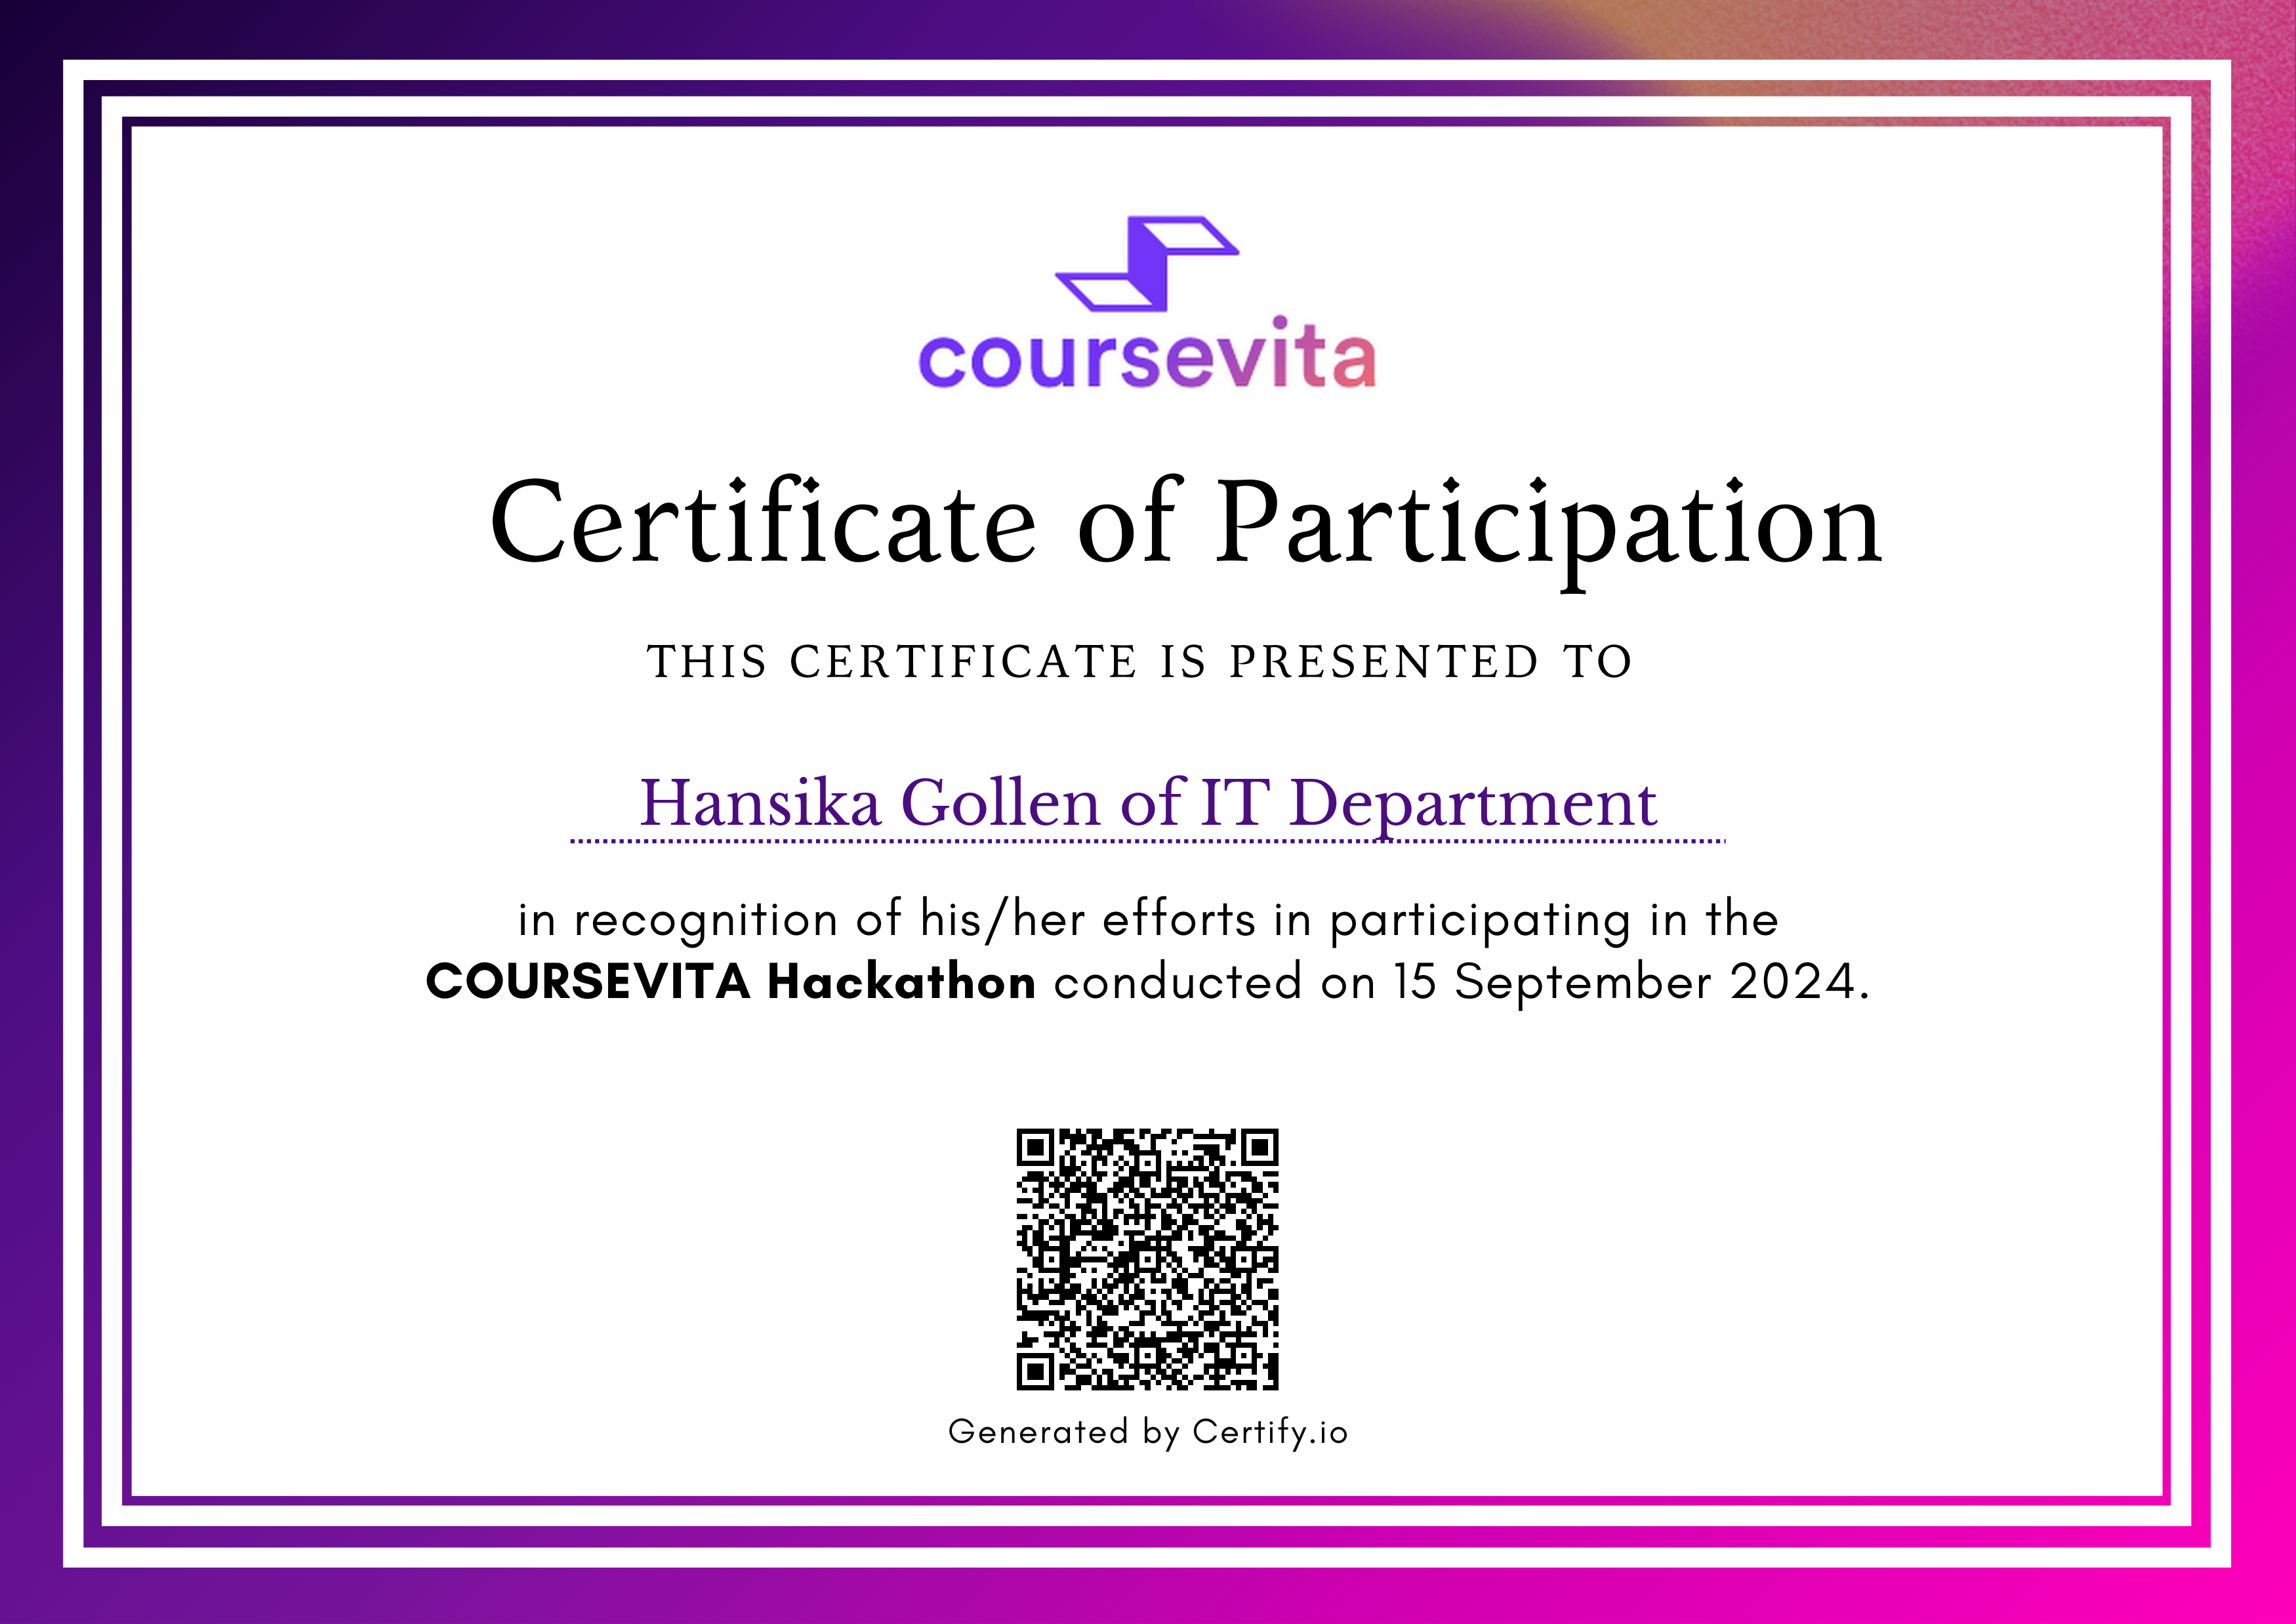 coursevita
Certificate of Participation
THIS CERTIFICATE IS PRESENTED TO
Hansika Gollen of IT Department
in recognition of his/her efforts in participating in the
COURSEVITA Hackathon conducted on 15 September 2024.
Generated by Certify.io